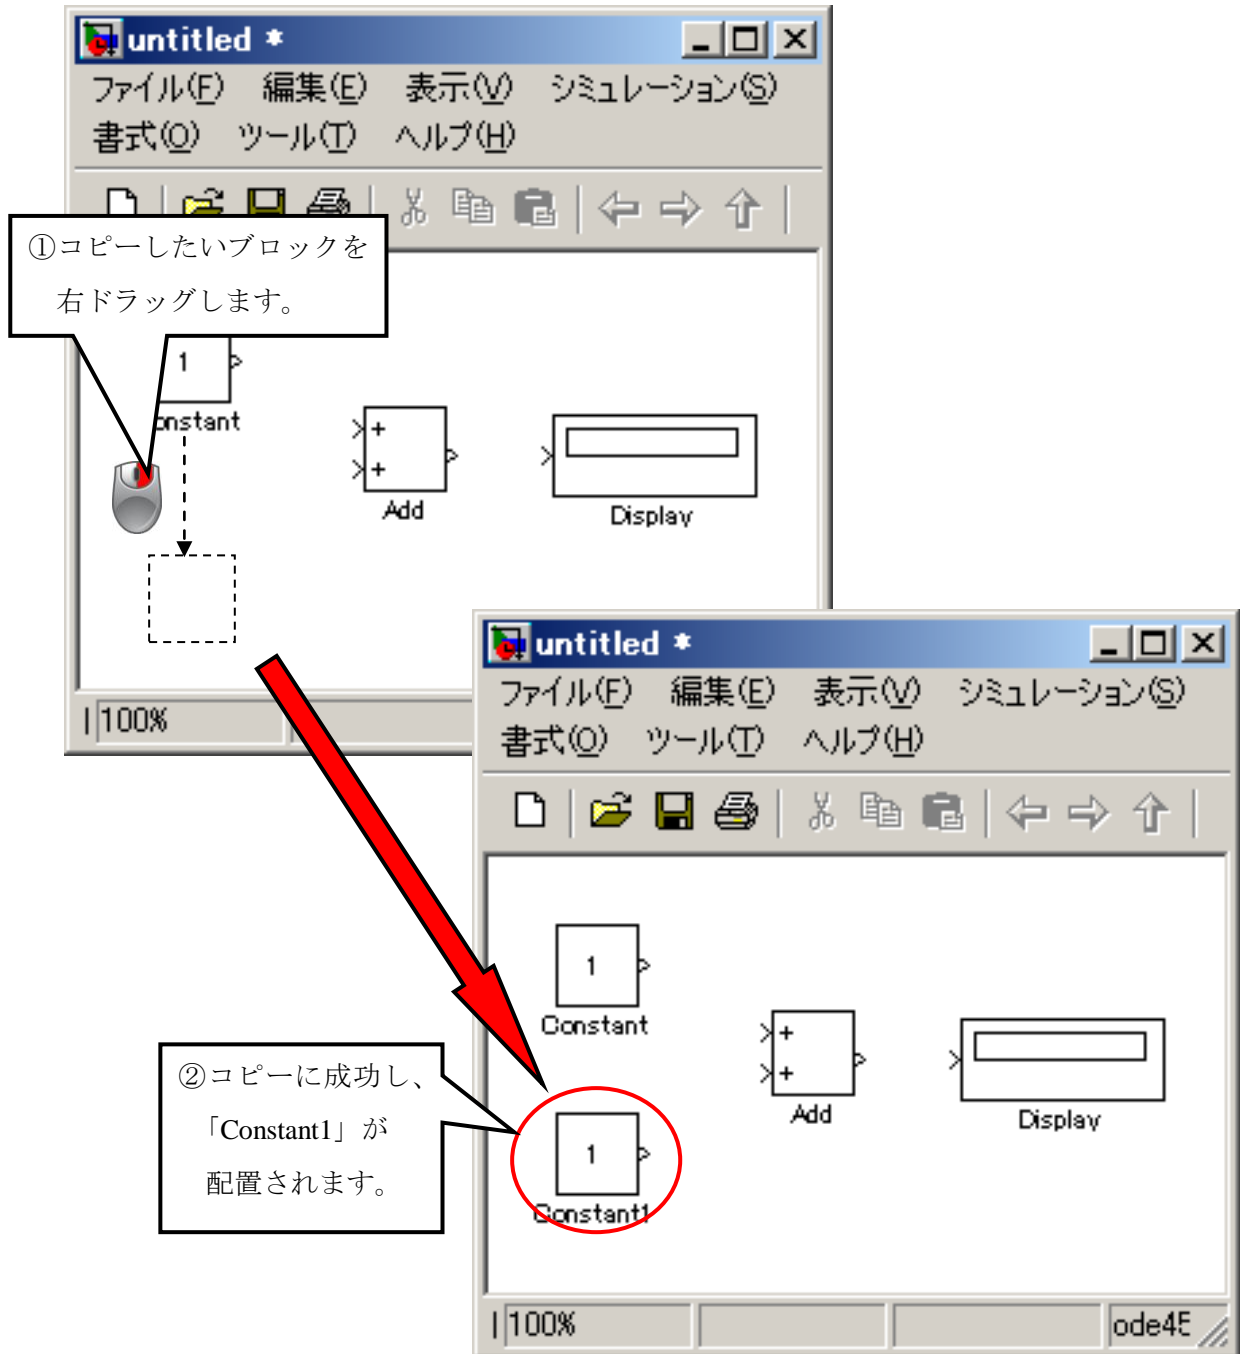 untitled *
ファイル(F) 編集(E) 表示(V) シミュレーション(S)
書式(O) ツール(T) ヘルプ(H)
①コピーしたいブロックを
右ドラッグします。
1
onstant
+
+
Add
Display
100%
untitled *
ファイル(F) 編集(E) 表示(V) シミュレーション(S)
書式(O) ツール(T) ヘルプ(H)
1
Constant
+
+
Add
Display
②コピーに成功し、
「Constant1」が
配置されます。
1
Constant1
100%
ode45